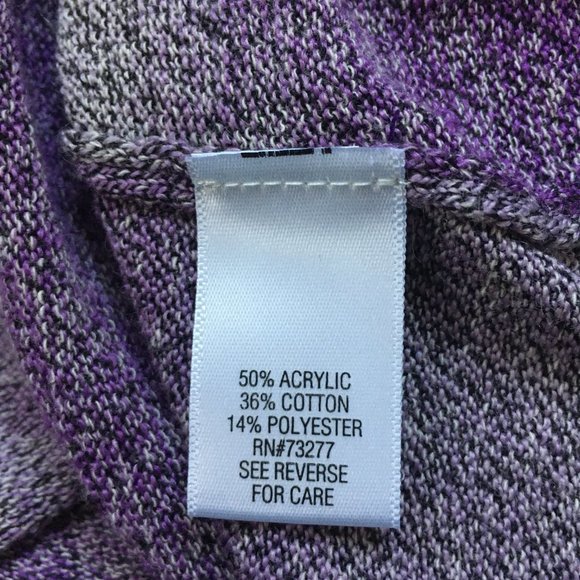 50% ACRYLIC
36% COTTON
14% POLYESTER
RN#73277
SEE REVERSE
FOR CARE